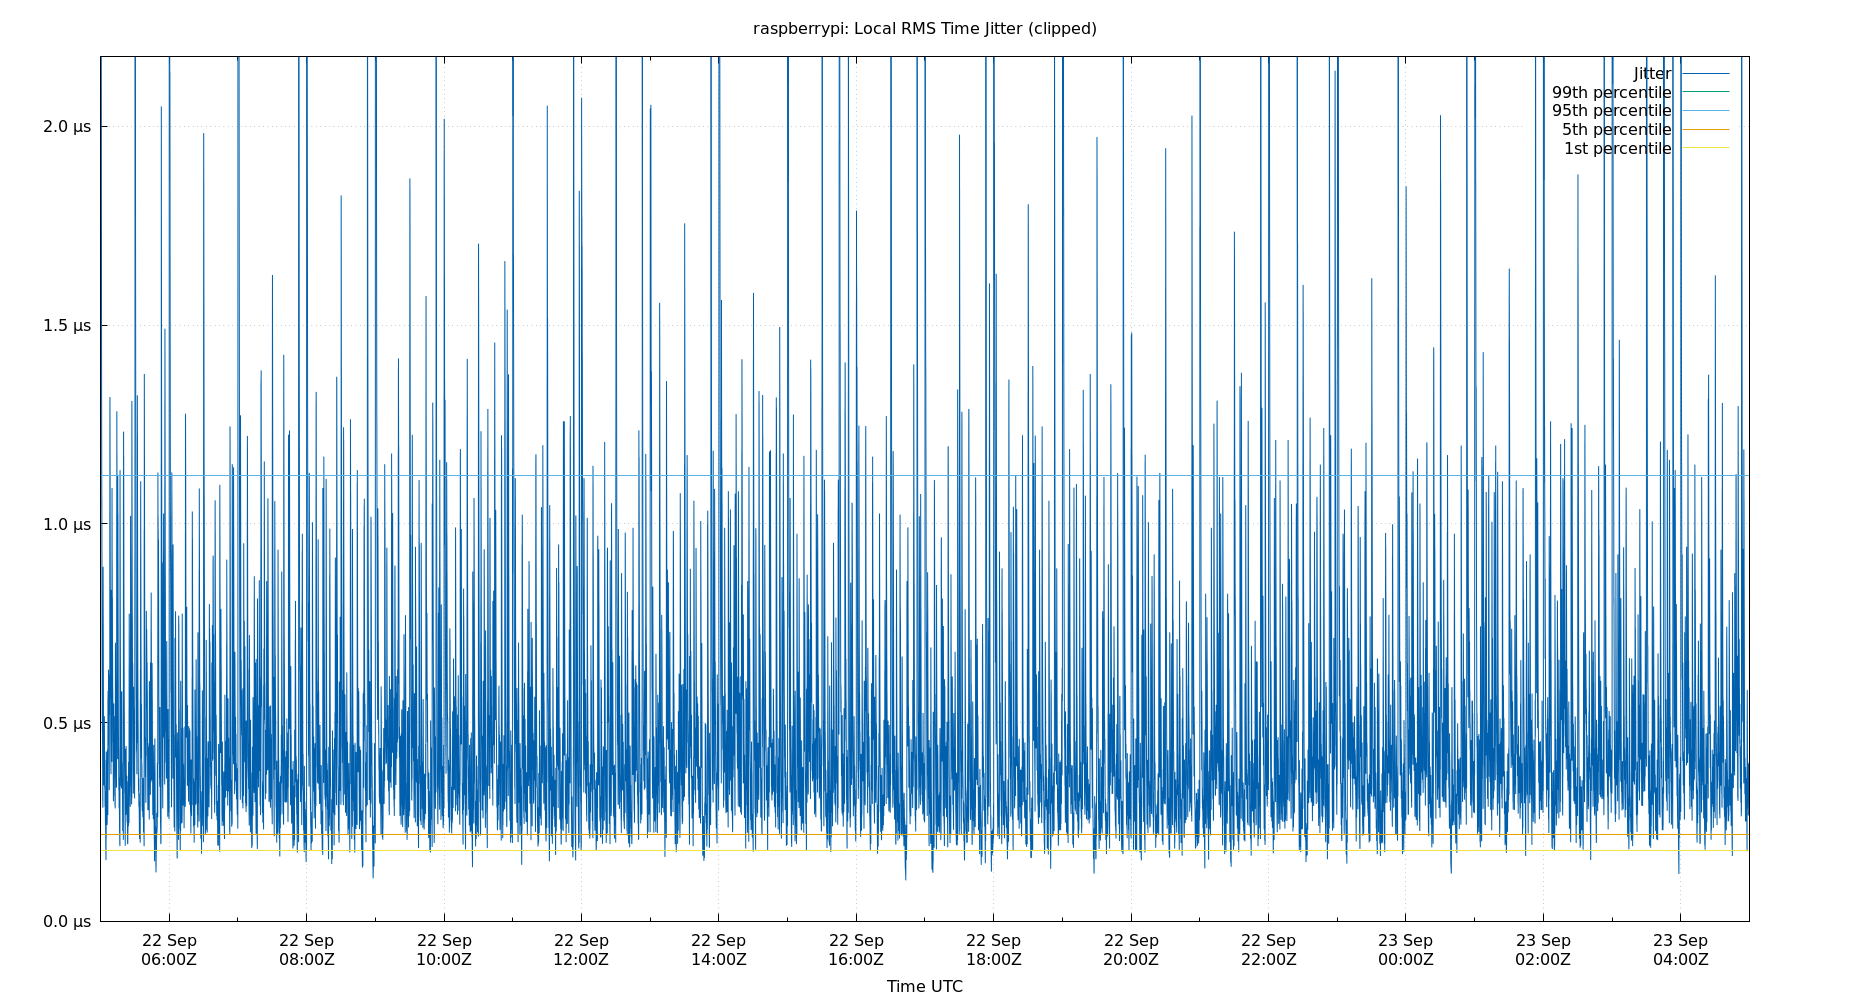 raspberrypi: Local RMS Time Jitter (clipped)
Jitter
99th percentile
95th percentile
5th percentile
1st percentile
2.0 µs
1.5 µs
1.0 µs
0.5 µs
0.0 µs
22 Sep 22 Sep 22 Sep 22 Sep 22 Sep 22 Sep 22 Sep 22 Sep 22 Sep 23 Sep 23 Sep 23 Sep
06:00Z 08:00Z 10:00Z 12:00Z 14:00Z 16:00Z 18:00Z 20:00Z 22:00Z 00:00Z 02:00Z 04:00Z
Time UTC